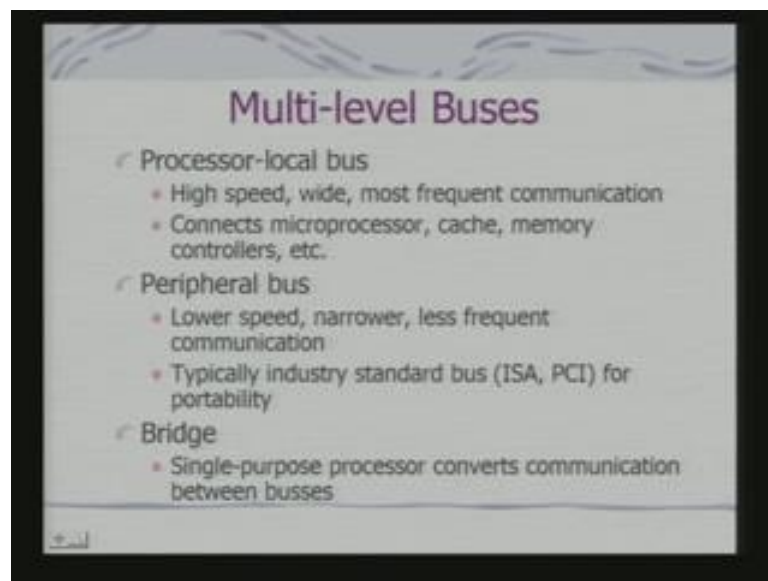 Multi-level Buses
Processor-local bus
High speed, wide, most frequent communication
Connects microprocessor, cache, memory
controllers, etc.
Peripheral bus
Lower speed, narrower, less frequent
communication
Typically industry standard bus (ISA, PCI) for
portability
Bridge
Single-purpose processor converts communication
between busses